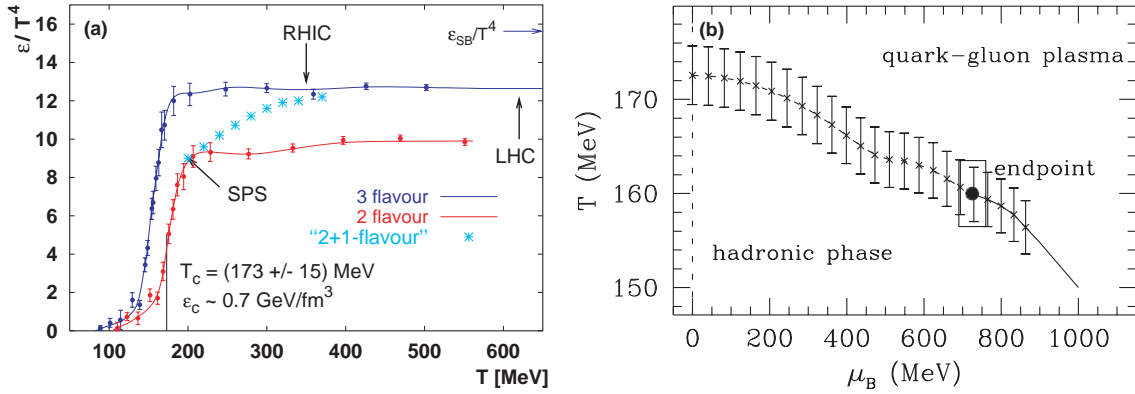 (a)
ε/T⁴
16
14
12
10
8
6
4
2
0
RHIC
ε_SB/T⁴
LHC
SPS
3 flavour
2 flavour
“2+1-flavour”
T_c = (173 +/- 15) MeV
ε_c ~ 0.7 GeV/fm³
100 200 300 400 500 600
T [MeV]
(b)
quark-gluon plasma
T (MeV)
170
160
150
endpoint
hadronic phase
0 200 400 600 800 1000
μ_B (MeV)